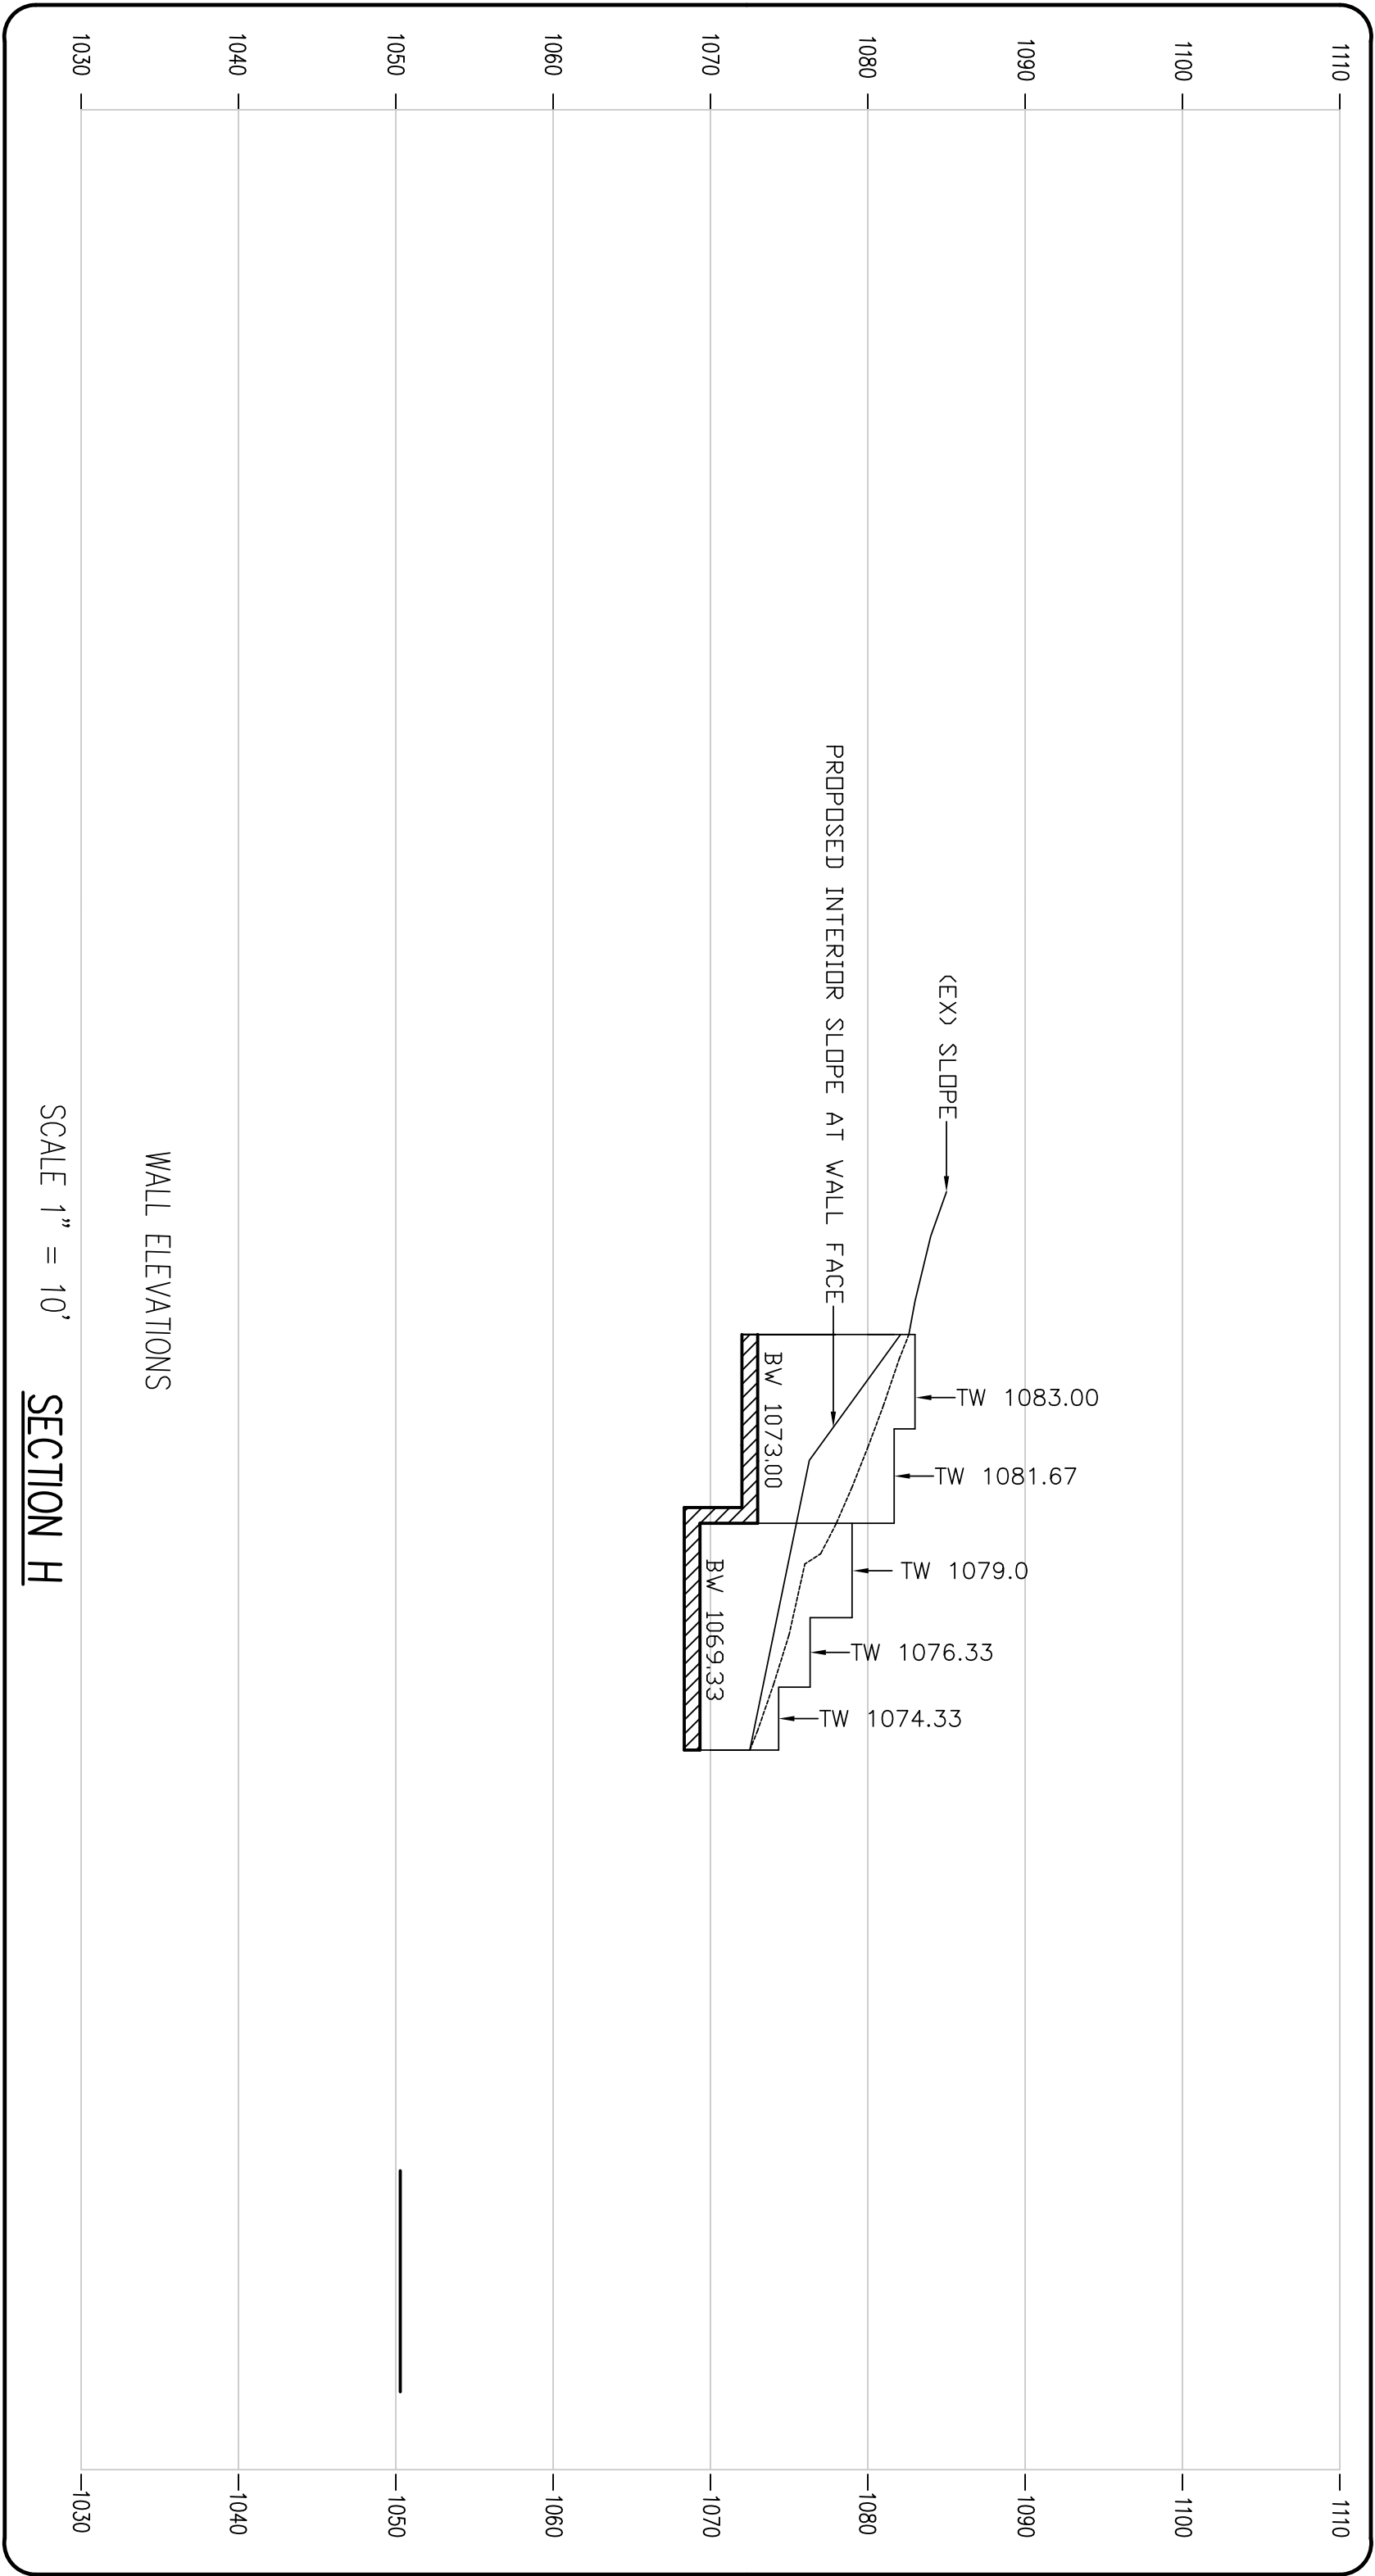 1110
1100
1090
1080
1070
1060
1050
1040
1030
1110
1100
1090
1080
1070
1060
1050
1040
1030
(EX) SLOPE
PROPOSED INTERIOR SLOPE AT WALL FACE
TW 1083.00
TW 1081.67
TW 1079.0
TW 1076.33
TW 1074.33
BW 1073.00
BW 1069.33
WALL ELEVATIONS
SCALE 1" = 10'
SECTION H